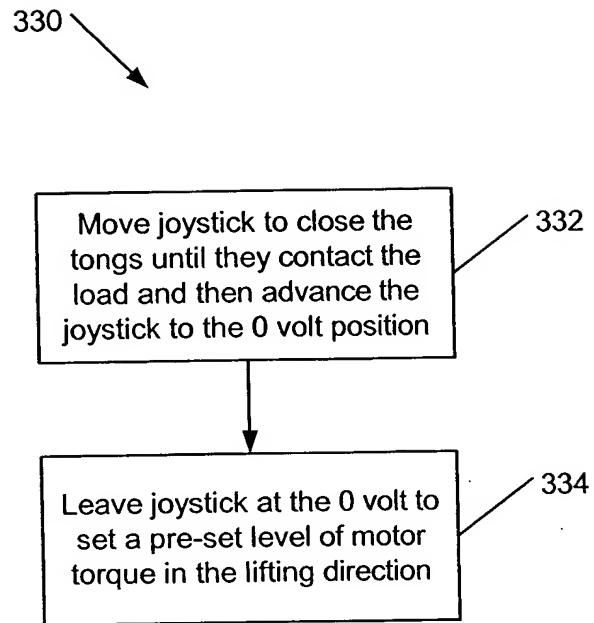 330
Move joystick to close the
tongs until they contact the
load and then advance the
joystick to the 0 volt position
332
Leave joystick at the 0 volt to
set a pre-set level of motor
torque in the lifting direction
334